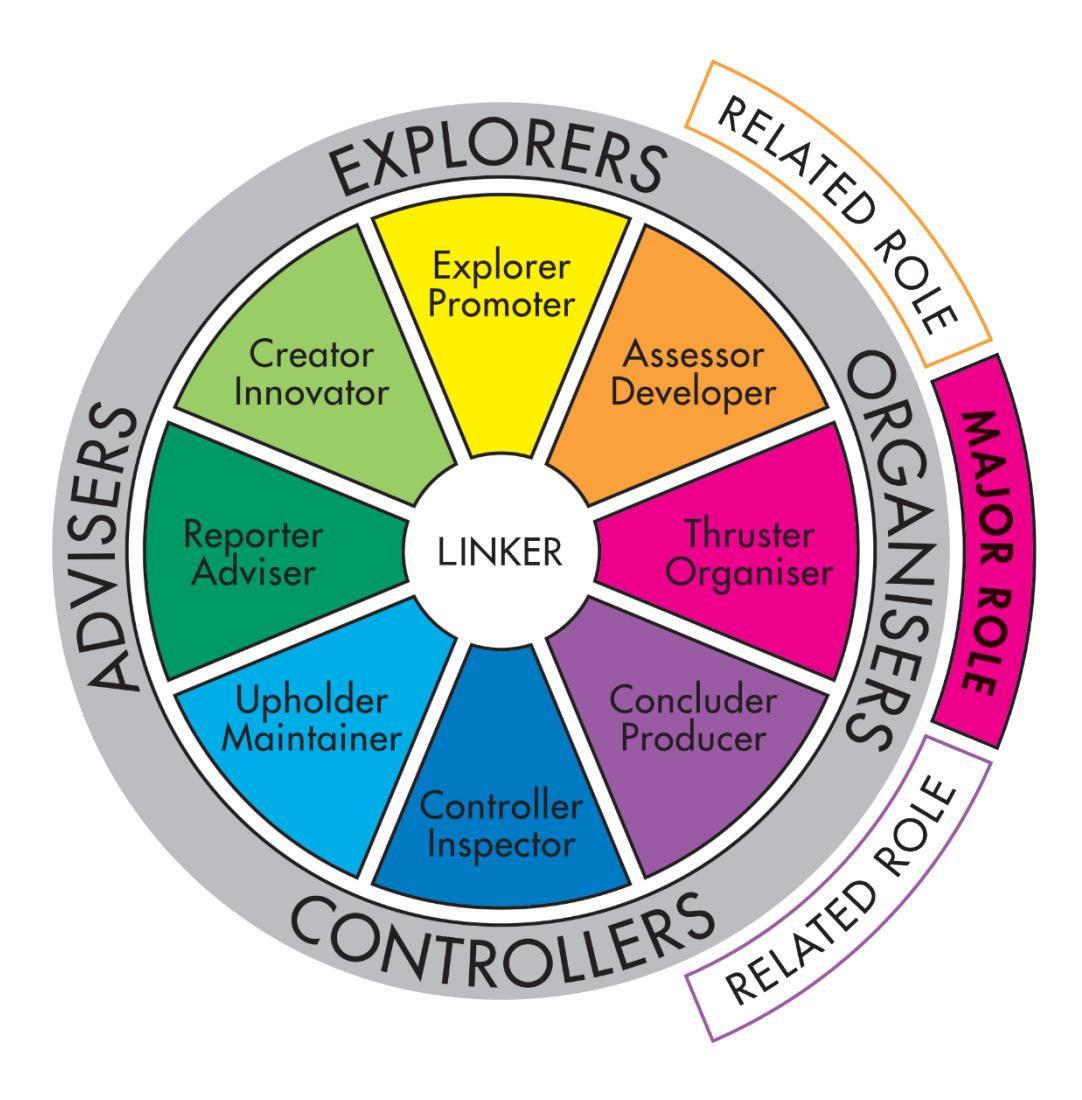 EXPLORERS
RELATED ROLE
Explorer
Promoter
Creator
Innovator
Assessor
Developer
ORGANISERS
MAJOR ROLE
ADVISERS
Reporter
Adviser
LINKER
Thruster
Organiser
Upholder
Maintainer
Concluder
Producer
Controller
Inspector
CONTROLLERS
RELATED ROLE